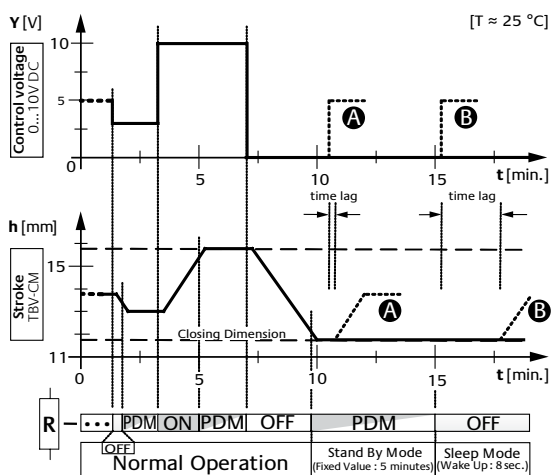 Y [V]
[T ≈ 25 °C]
Control voltage
0...10V DC
10
5
0
A
B
5
10
15
t [min.]
time lag
time lag
h [mm]
Stroke
TBV-CM
15
11
Closing Dimension
A
B
0
5
10
15
t [min.]
R
PDM
ON
PDM
OFF
PDM
OFF
OFF
Normal Operation
Stand By Mode
(Fixed Value : 5 minutes)
Sleep Mode
(Wake Up : 8 sec.)